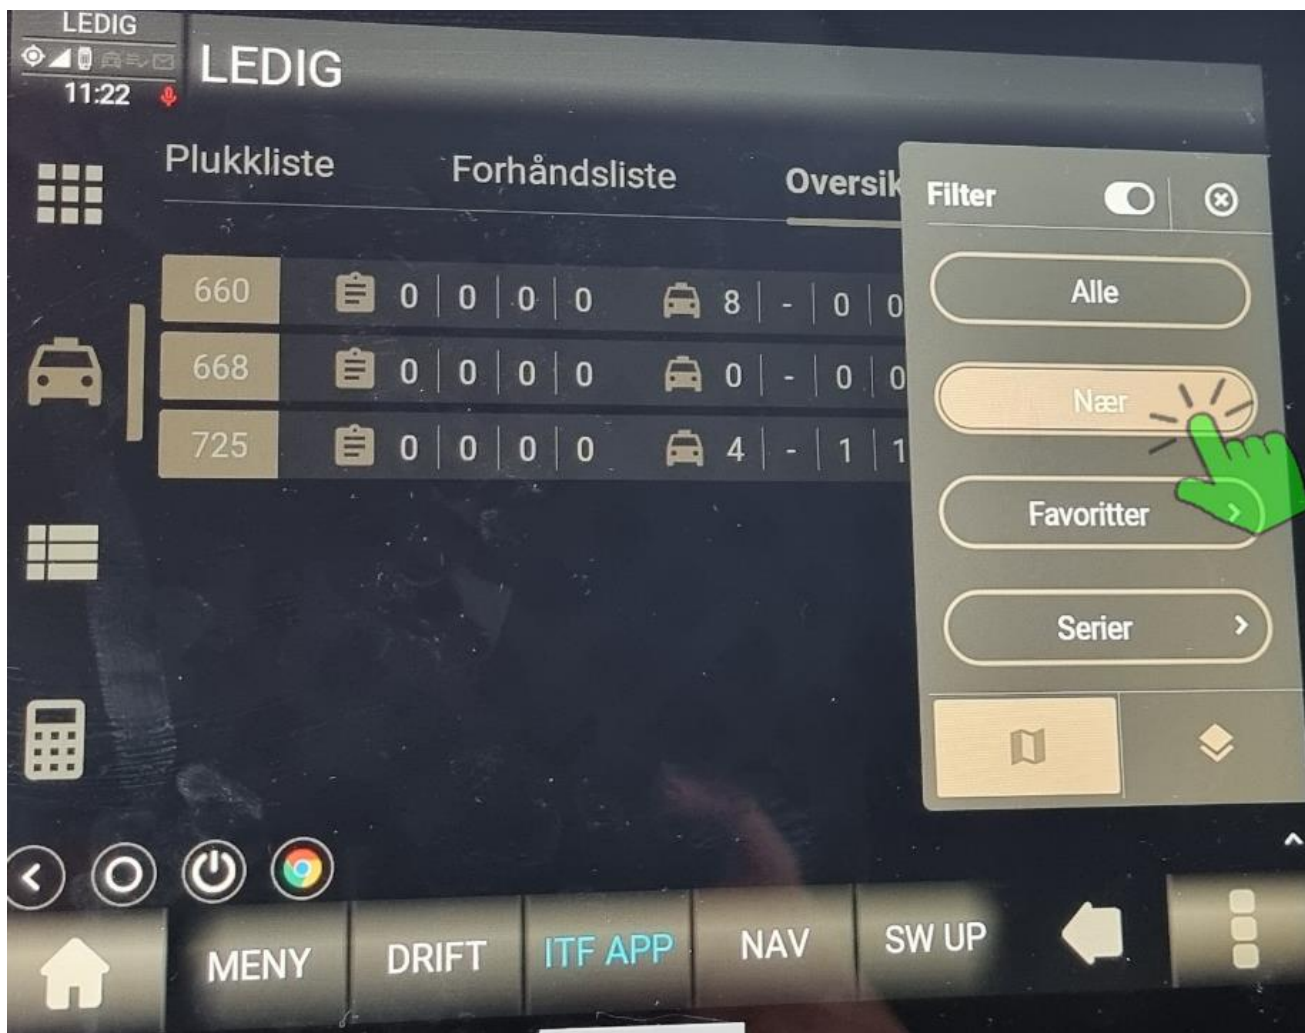 LEDIG
11:22
LEDIG
Plukkliste Forhåndsliste Oversik
660 0 0 0 0 8 - 0 0
668 0 0 0 0 0 - 0 0
725 0 0 0 0 4 - 1 1
Filter
Alle
Nær
Favoritter
Serier
MENY DRIFT ITF APP NAV SW UP